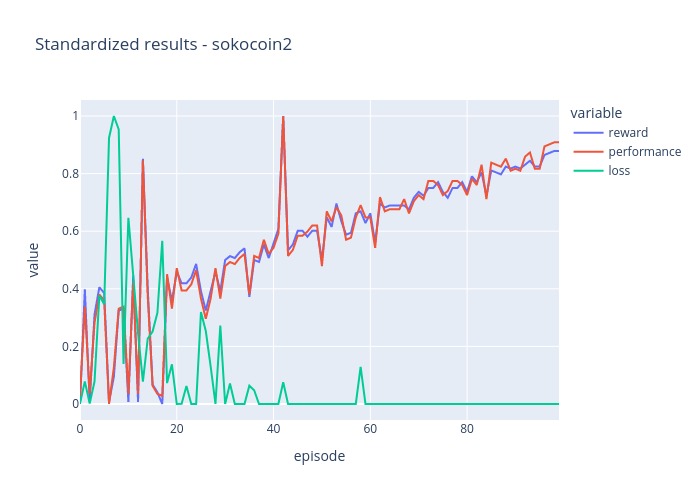 Standardized results - sokocoin2
variable
reward
performance
loss
value
1
0.8
0.6
0.4
0.2
0
0 20 40 60 80
episode